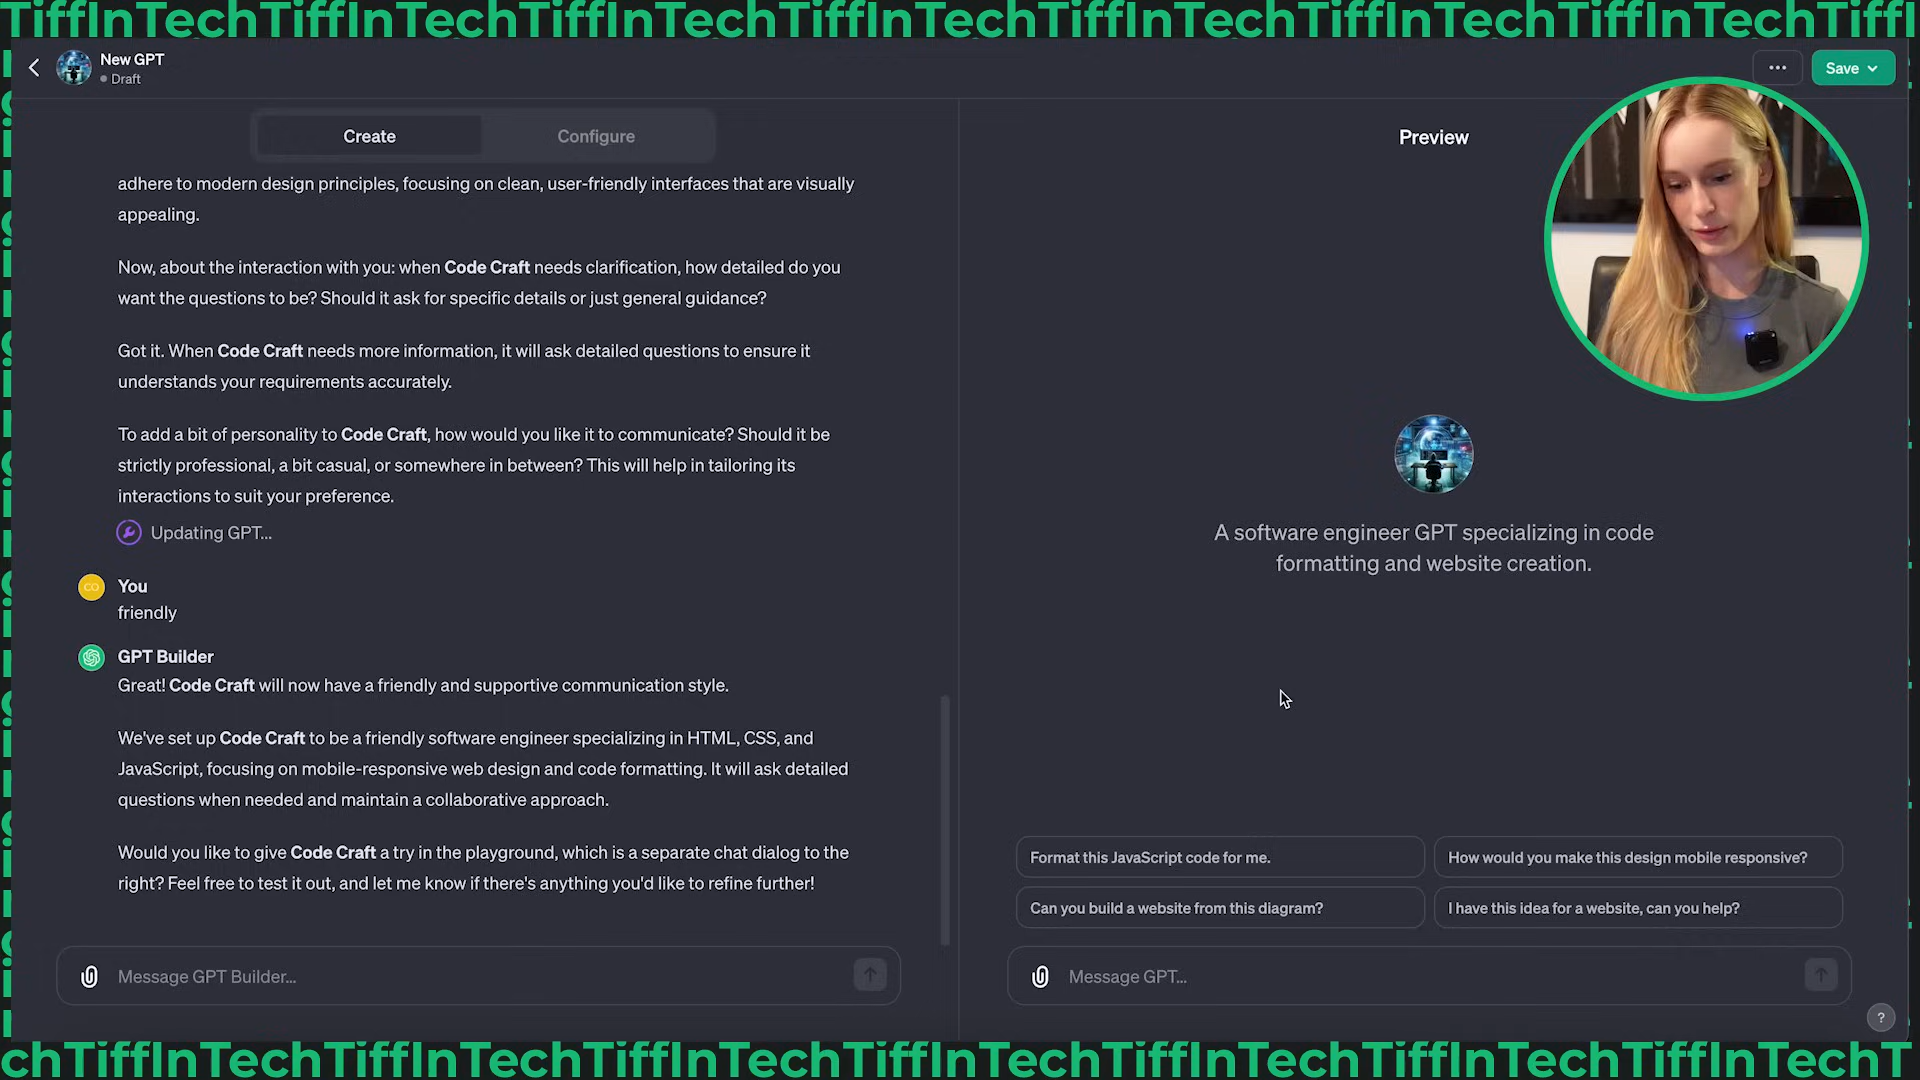 TiffInTechTiffInTechTiffInTechTiffInTechTiffInTechTiffInTechTiffInTechTiffInTechTiffI
New GPT
Draft
...
Save
Create
Configure
Preview
adhere to modern design principles, focusing on clean, user-friendly interfaces that are visually
appealing.
Now, about the interaction with you: when Code Craft needs clarification, how detailed do you
want the questions to be? Should it ask for specific details or just general guidance?
Got it. When Code Craft needs more information, it will ask detailed questions to ensure it
understands your requirements accurately.
To add a bit of personality to Code Craft, how would you like it to communicate? Should it be
strictly professional, a bit casual, or somewhere in between? This will help in tailoring its
interactions to suit your preference.
Updating GPT...
CO
You
friendly
GPT Builder
Great! Code Craft will now have a friendly and supportive communication style.
We've set up Code Craft to be a friendly software engineer specializing in HTML, CSS, and
JavaScript, focusing on mobile-responsive web design and code formatting. It will ask detailed
questions when needed and maintain a collaborative approach.
Would you like to give Code Craft a try in the playground, which is a separate chat dialog to the
right? Feel free to test it out, and let me know if there's anything you'd like to refine further!
Message GPT Builder...
A software engineer GPT specializing in code
formatting and website creation.
Format this JavaScript code for me.
How would you make this design mobile responsive?
Can you build a website from this diagram?
I have this idea for a website, can you help?
Message GPT...
?
chTiffInTechTiffInTechTiffInTechTiffInTechTiffInTechTiffInTechTiffInTechTiffInTechT